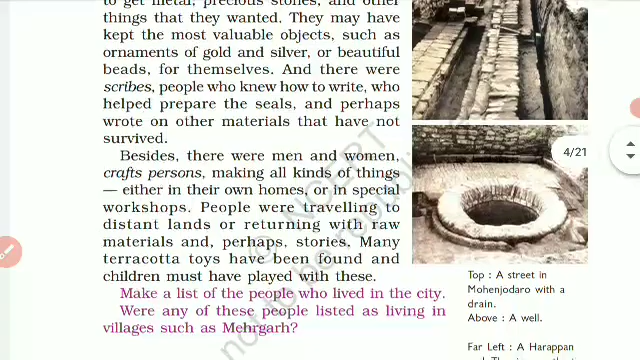 to get metal, precious stones, and other
things that they wanted. They may have
kept the most valuable objects, such as
ornaments of gold and silver, or beautiful
beads, for themselves. And there were
scribes, people who knew how to write, who
helped prepare the seals, and perhaps
wrote on other materials that have not
survived.
Besides, there were men and women,
crafts persons, making all kinds of things
— either in their own homes, or in special
workshops. People were travelling to
distant lands or returning with raw
materials and, perhaps, stories. Many
terracotta toys have been found and
children must have played with these.
Make a list of the people who lived in the city.
Were any of these people listed as living in
villages such as Mehrgarh?
4/21
Top : A street in
Mohenjodaro with a
drain.
Above : A well.
Far Left : A Harappan
© NCERT
not to be republished